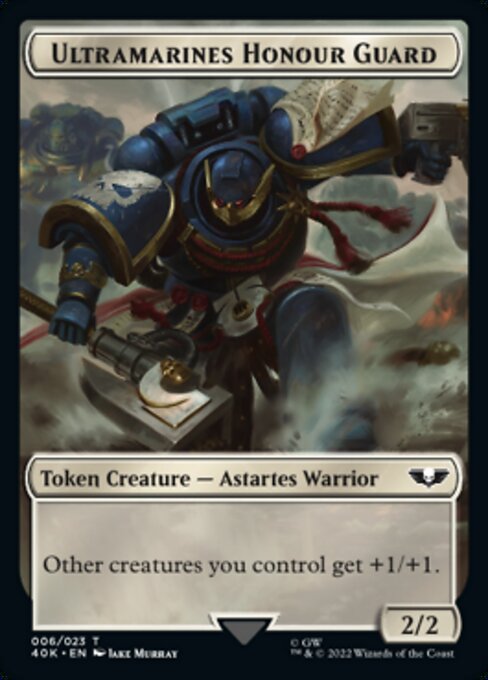 Ultramarines Honour Guard
Token Creature — Astartes Warrior
Other creatures you control get +1/+1.
2/2
006/023 T
40K • EN Jake Murray
© GW
™ & © 2022 Wizards of the Coast